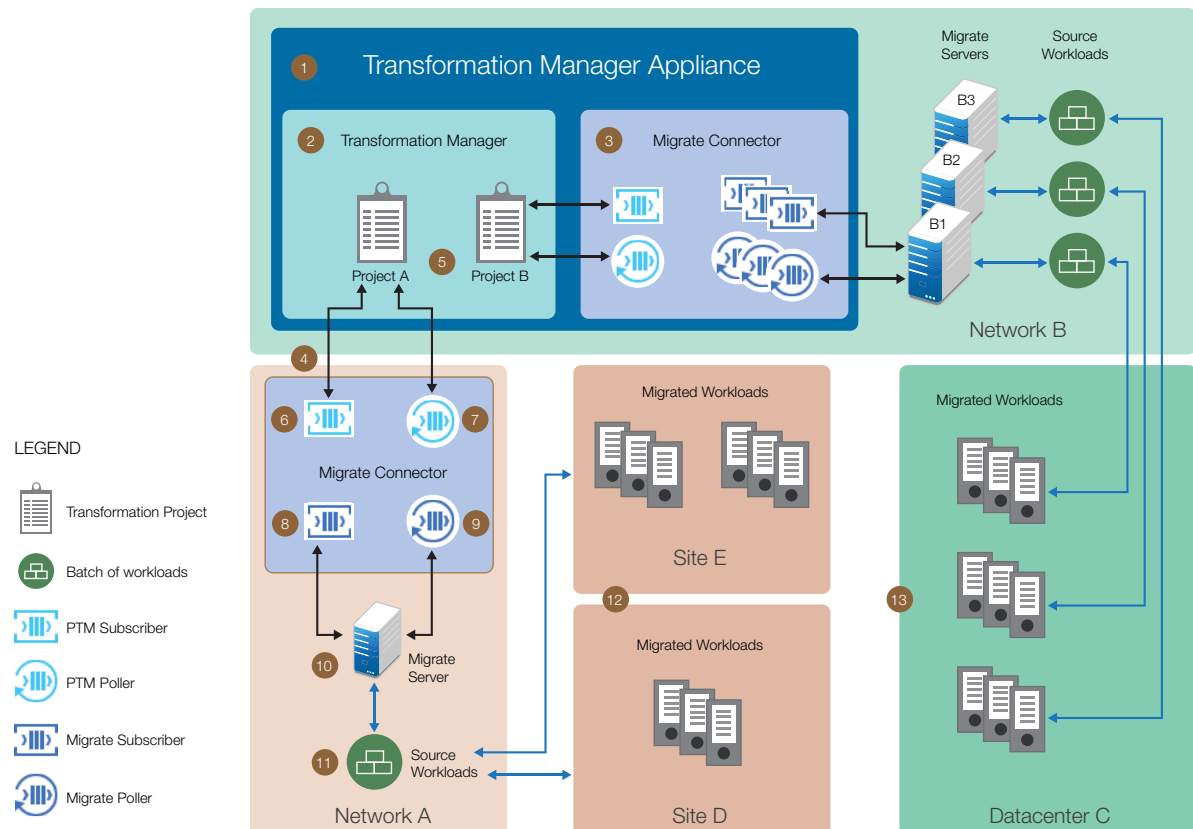 Migrate
Servers
Source
Workloads
1
Transformation Manager Appliance
B3
2
Transformation Manager
3
Migrate Connector
B2
B1
5
Project A
Project B
Network B
4
6
7
Migrate Connector
8
9
10
Migrate
Server
11
Source
Workloads
Network A
Migrated Workloads
Site E
12
Migrated Workloads
Site D
Migrated Workloads
13
Datacenter C
LEGEND
Transformation Project
Batch of workloads
PTM Subscriber
PTM Poller
Migrate Subscriber
Migrate Poller